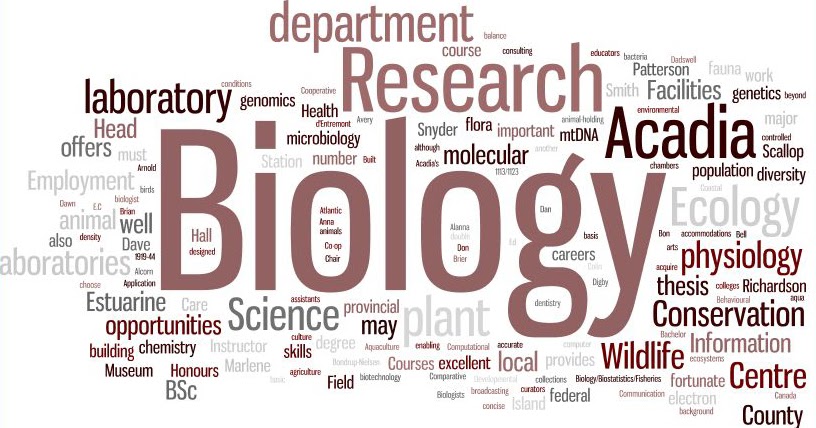 department
balance
course
consulting
Research
educators
bacteria
Dadswell
Patterson
fauna
work
conditions
laboratory
genomics
Cooperative
Health
Smith
Facilities
genetics
beyond
Head
d'Entremont
Avery
Snyder
flora
important
animal-holding
mtDNA
environmental
Acadia
major
controlled
offers
must
microbiology
although
another
Scallop
Station
number
Built
Acadia's
molecular
1113/1123
chambers
population
diversity
Arnold
Employment
birds
Biology
Coastal
Ecology
Dawn
E.C
biologist
Brian
animal
well
Hall
designed
Atlantic
Anna
animals
Co op
Chair
Alanna
double
Don
Brier
Dan
Ed
basis
Bon
accommodations
Bell
also
density
Dave
1919-44
careers
arts
physiology
aboratories
Alcorn
Colin
acquire
choose
Application
Digby
thesis
colleges
Richardson
Estuarine
Care
assistants
dentistry
Behavioural
aqua
Science
provincial
plant
Conservation
opportunities
may
building
chemistry
Instructor
culture
skills
degree
Aquaculture
enabling
Computational
accurate
computer
Bachelor
Information
Museum
Honours
Marlene
agriculture
Bondrup-Nielsen
Courses
excellent
local
provides
Wildlife
ecosystems
BSc
basic
Field
biotechnology
Comparative
developmental
collections
Biology/Biostatistics/Fisheries
fortunate
Centre
Biologists
broadcasting
curators
federal
Communication
electron
Canada
concise
Island
background
County